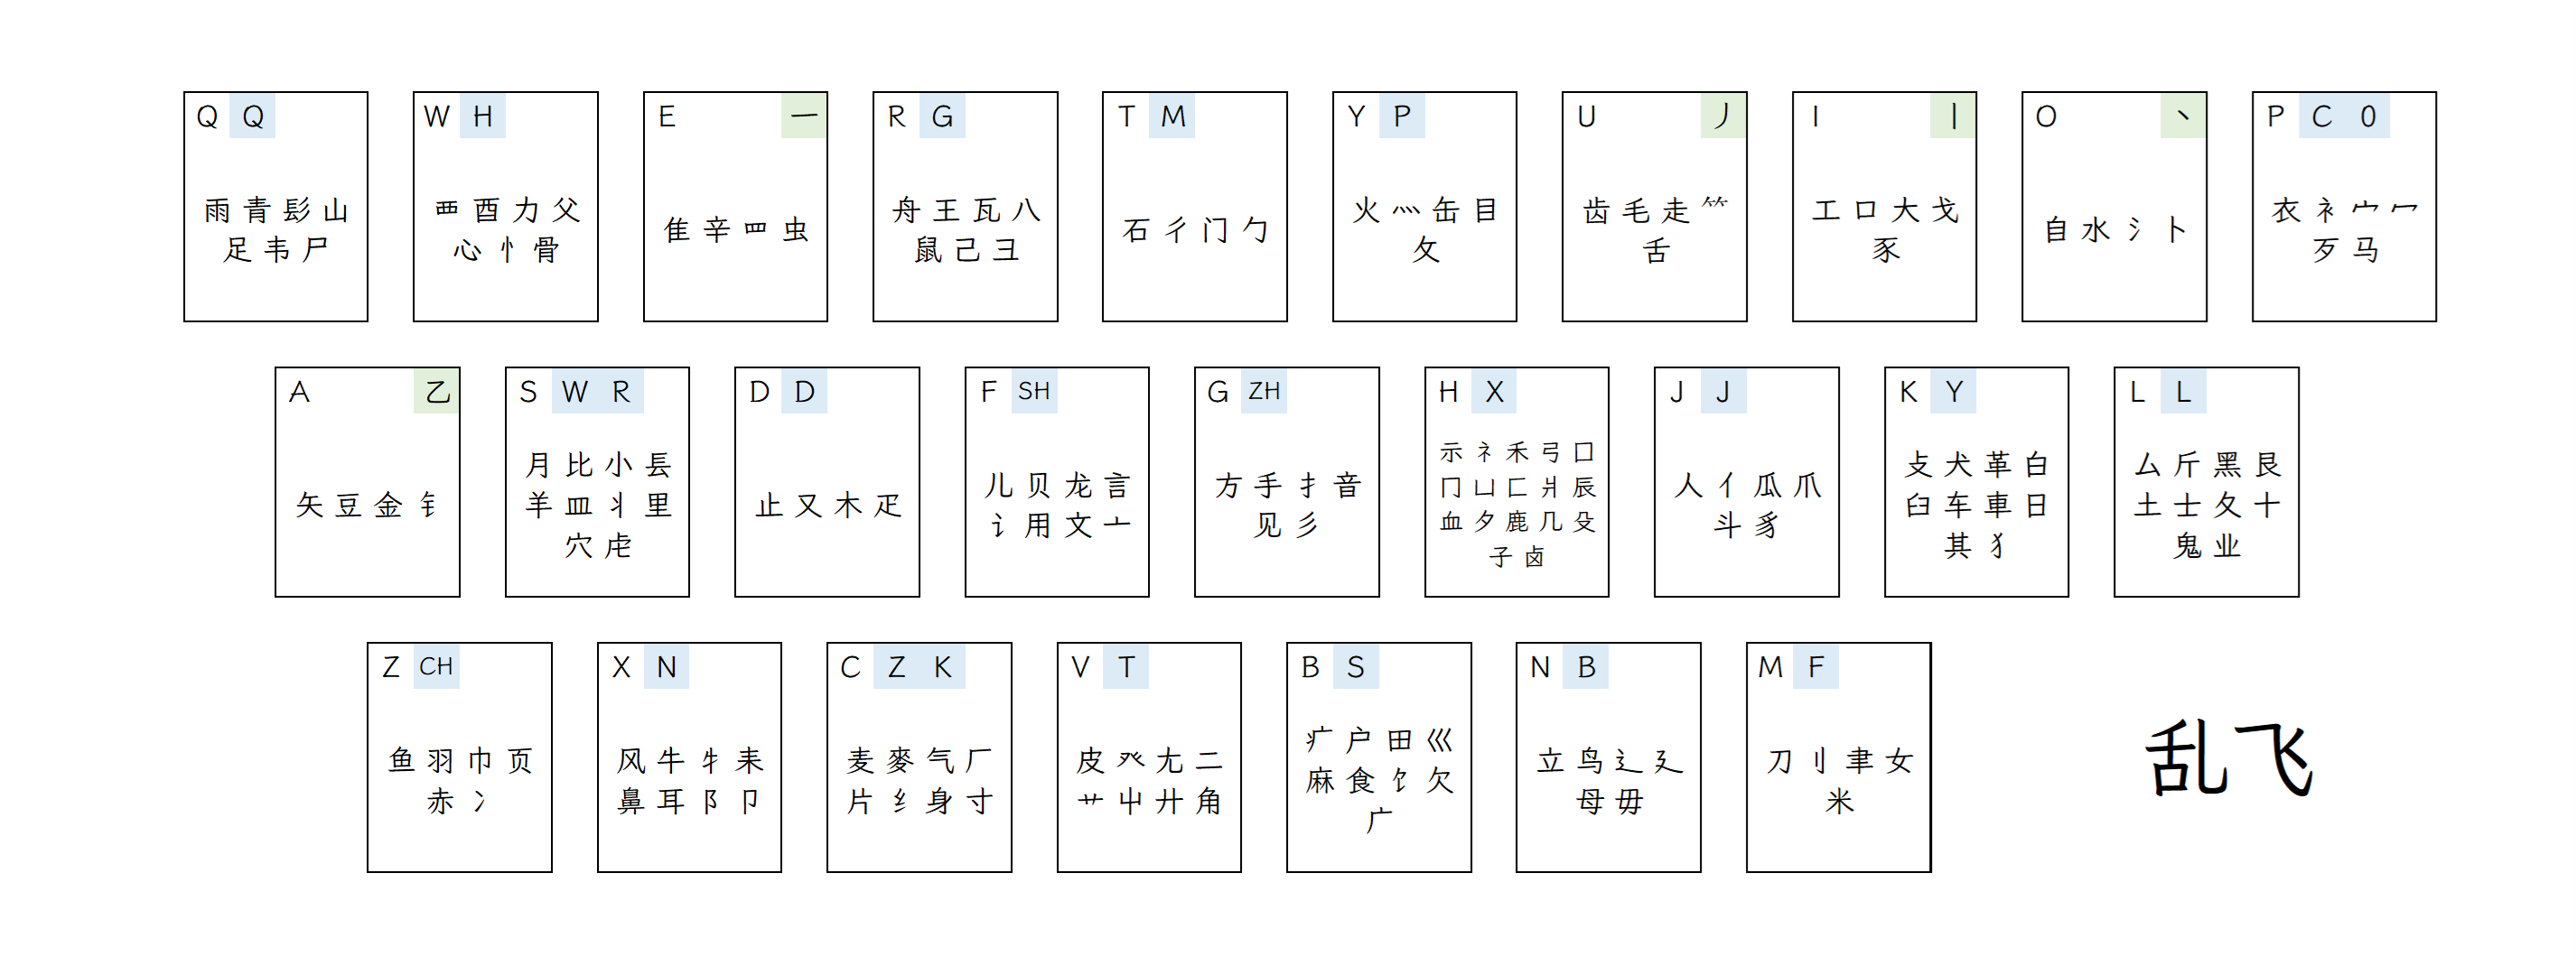 Q Q
雨 青 髟 山
足 韦 尸
W H
覀 酉 力 父
心 忄 骨
E 一
隹 辛 罒 虫
R G
舟 王 瓦 八
鼠 己 彑
T M
石 彳 门 勹
Y P
火 灬 缶 目
攵
U 丿
齿 毛 走 ⺮
舌
I 丨
工 口 大 戈
豕
O 丶
自 水 氵 卜
P C 0
衣 衤 宀 冖
歹 马
A 乙
矢 豆 金 钅
S W R
月 比 小 镸
羊 皿 丬 里
穴 虍
D D
止 又 木 疋
F SH
儿 贝 龙 言
讠 用 文 亠
G ZH
方 手 扌 音
见 彡
H X
示 礻 禾 弓 囗
冂 凵 匚 爿 辰
血 夕 鹿 几 殳
子 卤
J J
人 亻 瓜 爪
斗 豸
K Y
攴 犬 革 白
臼 车 車 日
其 犭
L L
厶 斤 黑 艮
土 士 夂 十
鬼 业
Z CH
鱼 羽 巾 页
赤 冫
X N
风 牛 牜 耒
鼻 耳 阝 卩
C Z K
麦 麥 气 厂
片 纟 身 寸
V T
皮 癶 尢 二
艹 屮 廾 角
B S
疒 户 田 巛
麻 食 饣 欠
广
N B
立 鸟 辶 廴
母 毋
M F
刀 刂 聿 女
米
乱飞